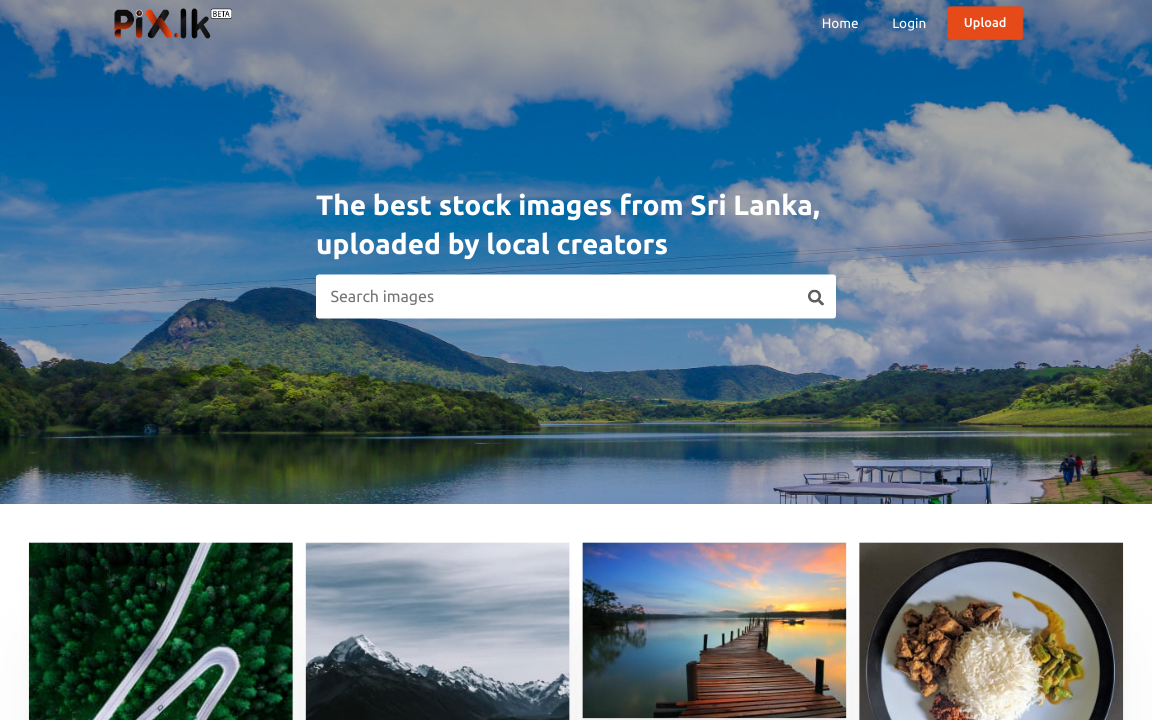 PiX.lk BETA
Home
Login
Upload
The best stock images from Sri Lanka,
uploaded by local creators
Search images